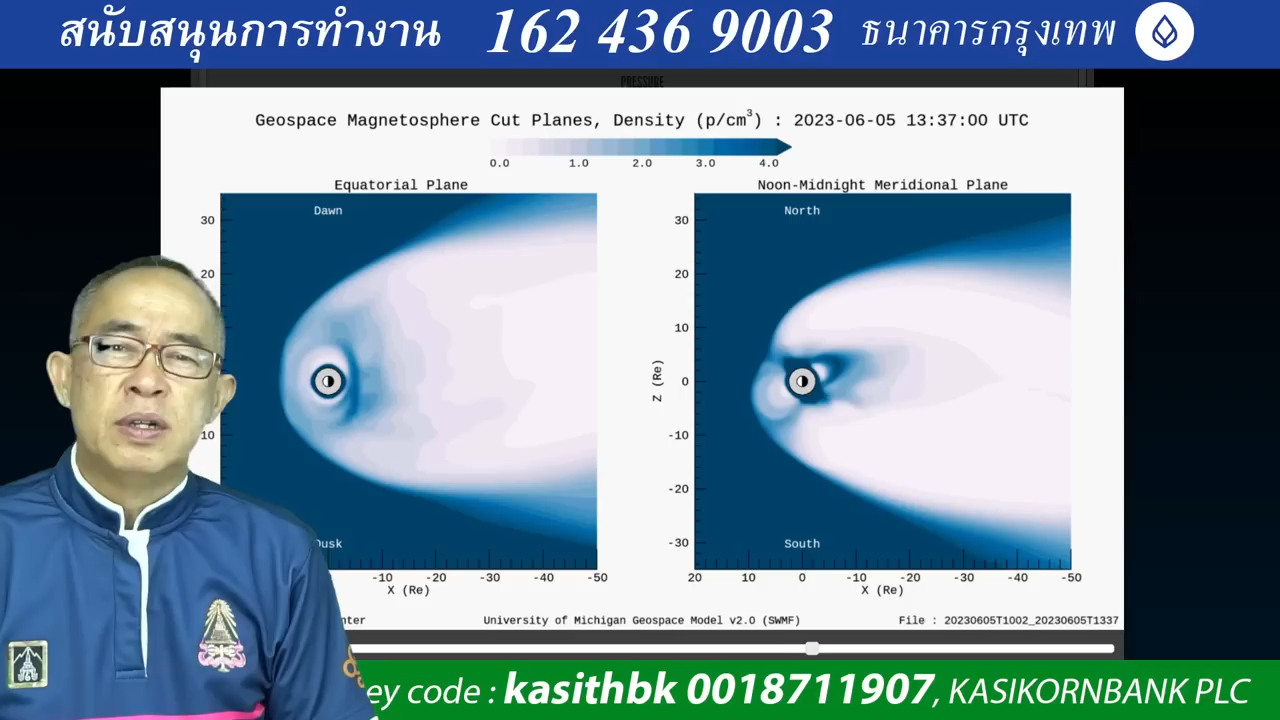 สนับสนุนการทำงาน 162 436 9003 ธนาคารกรุงเทพ
PRESSURE
Geospace Magnetosphere Cut Planes, Density (p/cm3) : 2023-06-05 13:37:00 UTC
0.0 1.0 2.0 3.0 4.0
Equatorial Plane Noon-Midnight Meridional Plane
Dawn North
30 30
20 20
10
Z (Re) 0
10 -10
-20
-30
Dusk South
-10 -20 -30 -40 -50 20 10 0 -10 -20 -30 -40 -50
X (Re) X (Re)
nter University of Michigan Geospace Model v2.0 (SWMF) File : 20230605T1002_20230605T1337
ey code : kasithbk 0018711907, KASIKORNBANK PLC